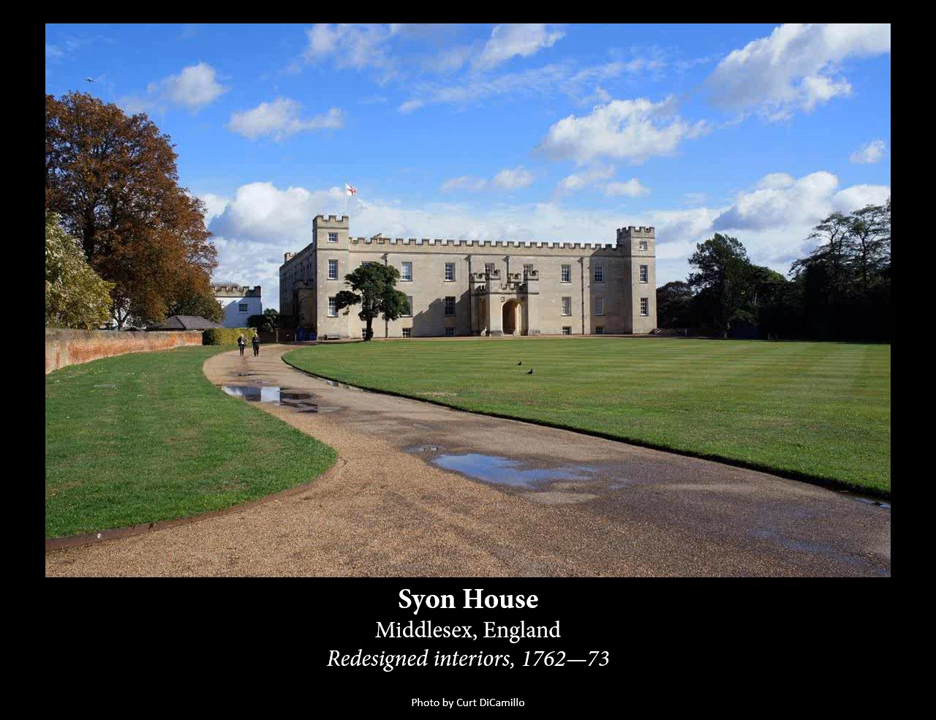 Syon House
Middlesex, England
Redesigned interiors, 1762—73
Photo by Curt DiCamillo